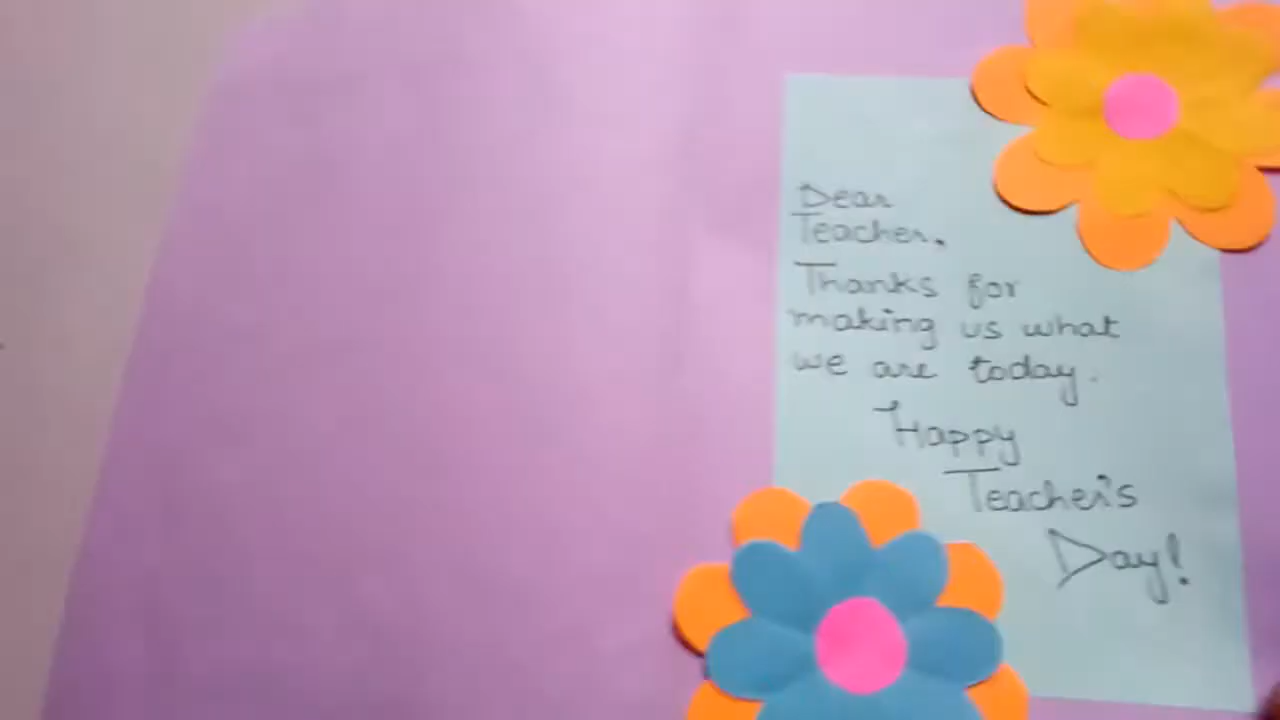 Dear
Teacher.
Thanks for
making us what
we are today.
Happy
Teacher's
Day!